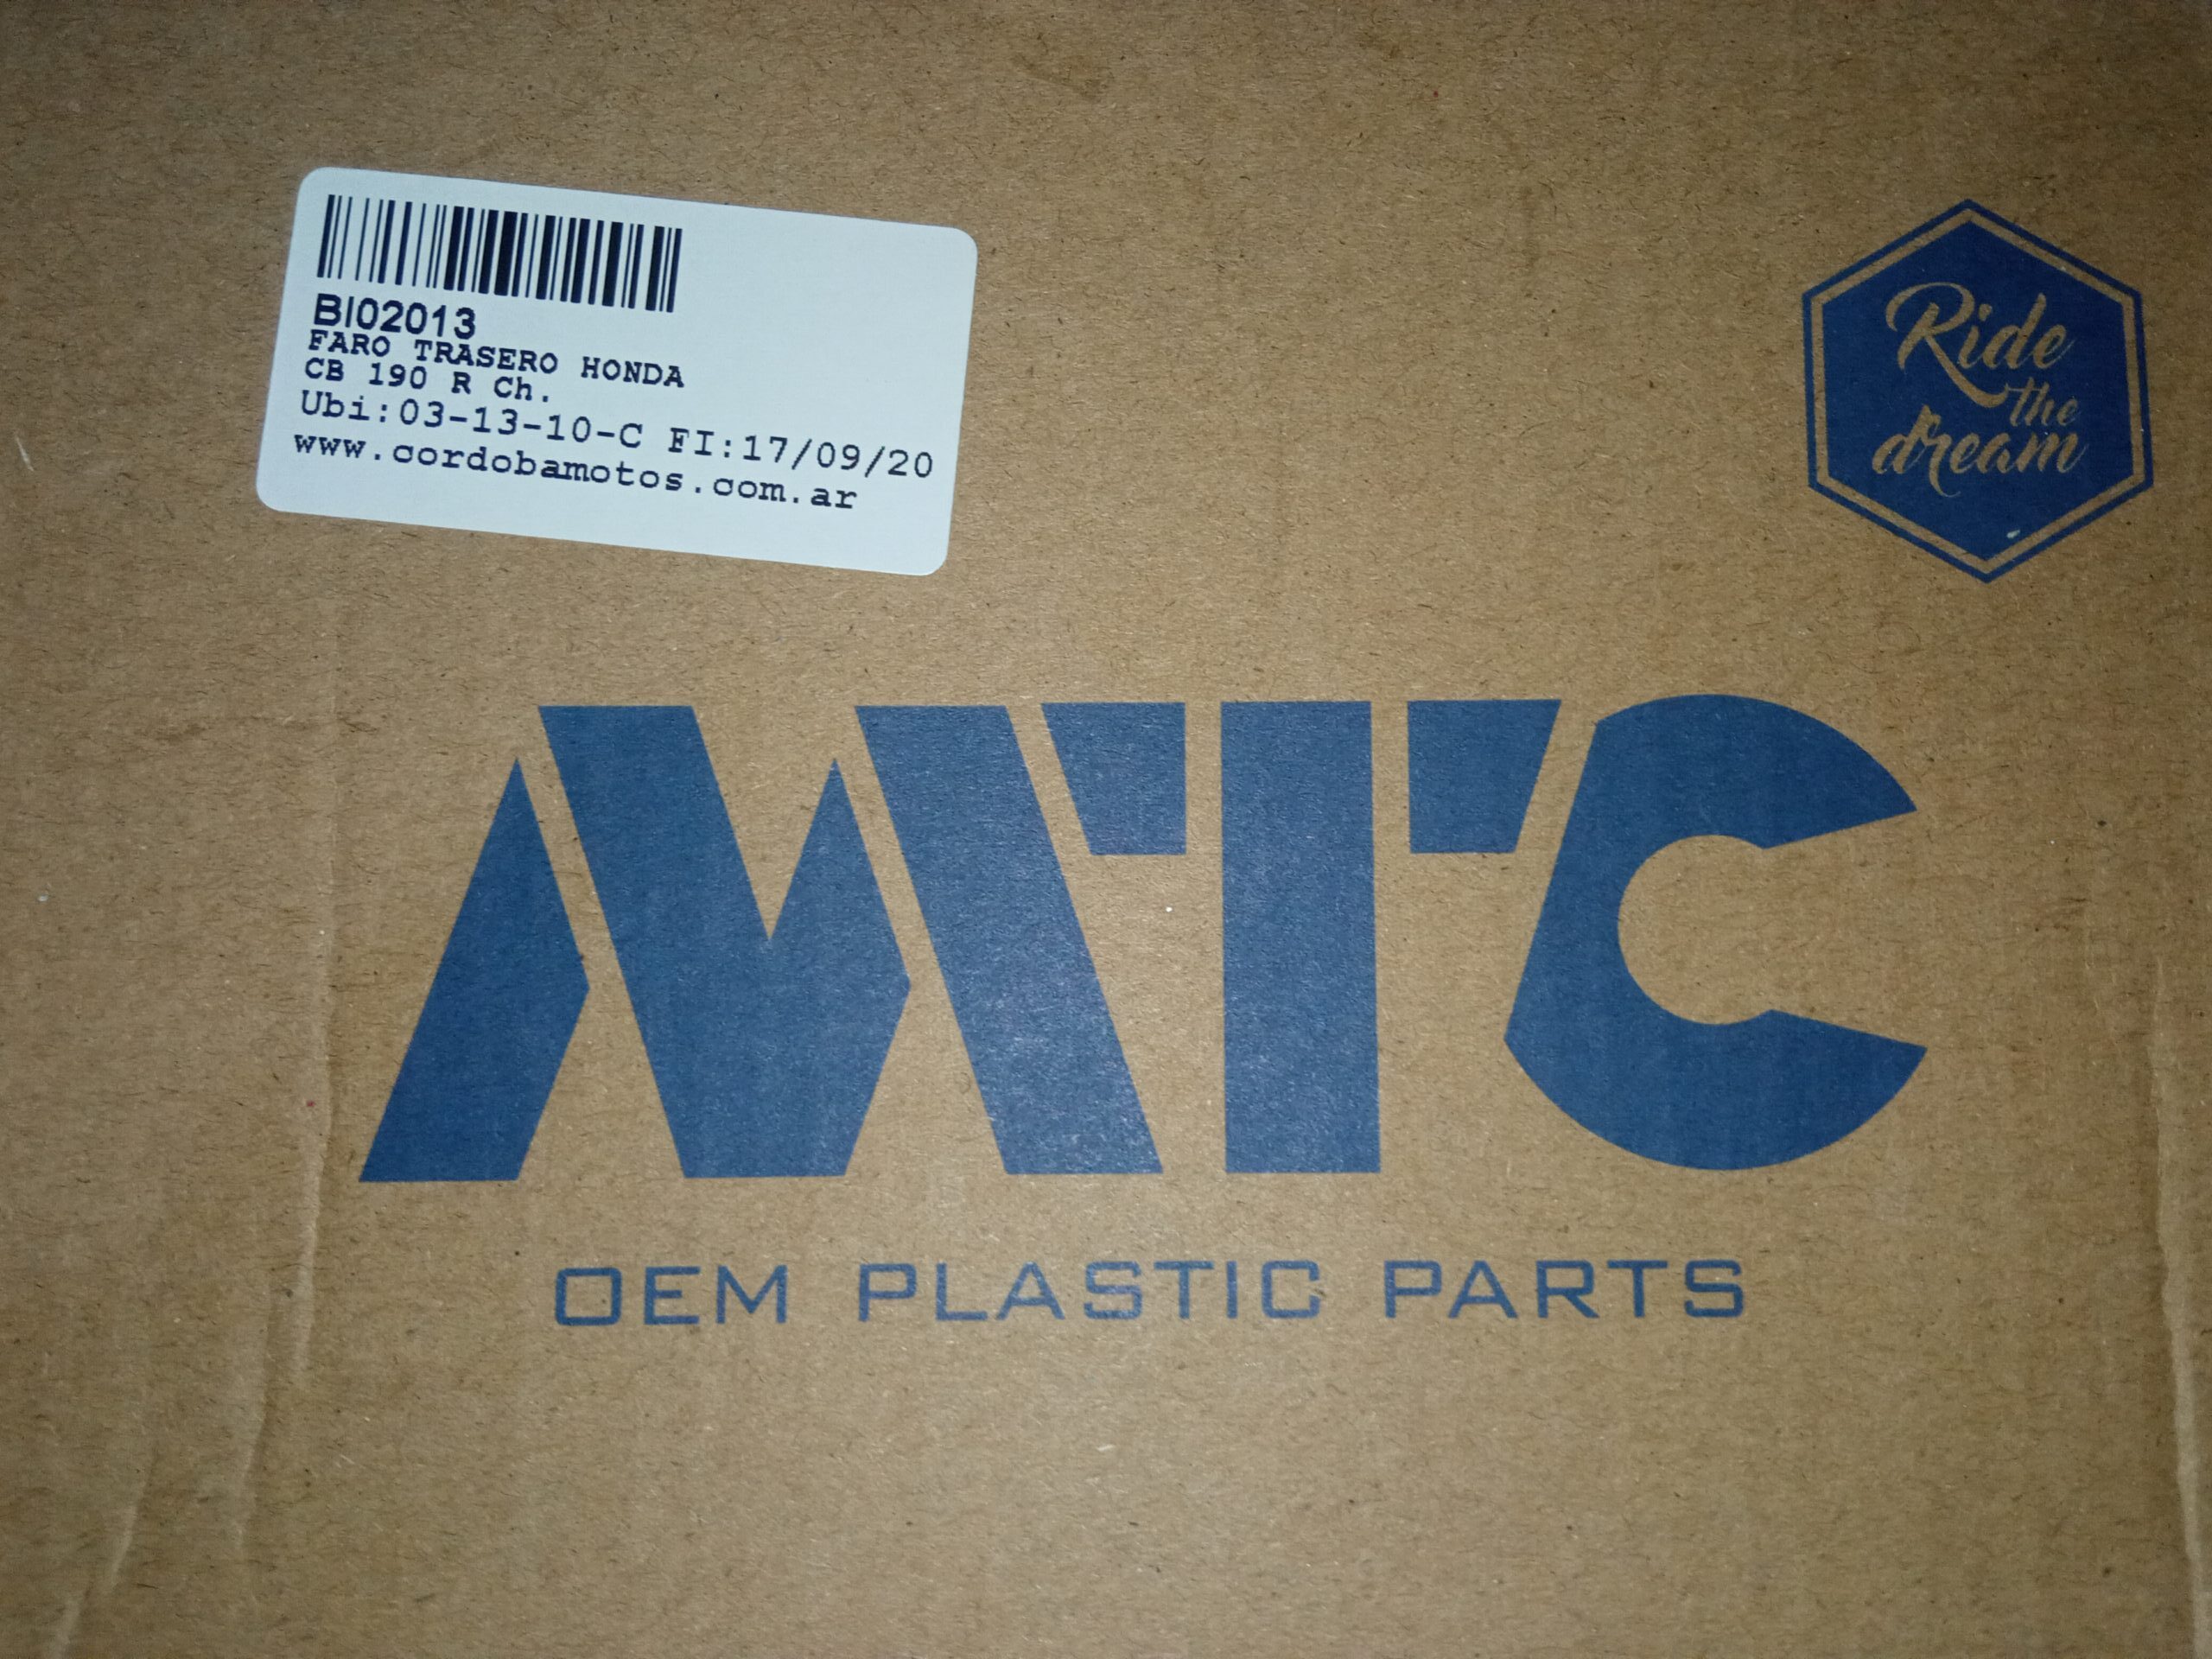 BI02013
FARO TRASERO HONDA
CB 190 R Ch.
Ubi:03-13-10-C FI:17/09/20
www.cordobamotos.com.ar
Ride
the
dream
MTC
OEM PLASTIC PARTS